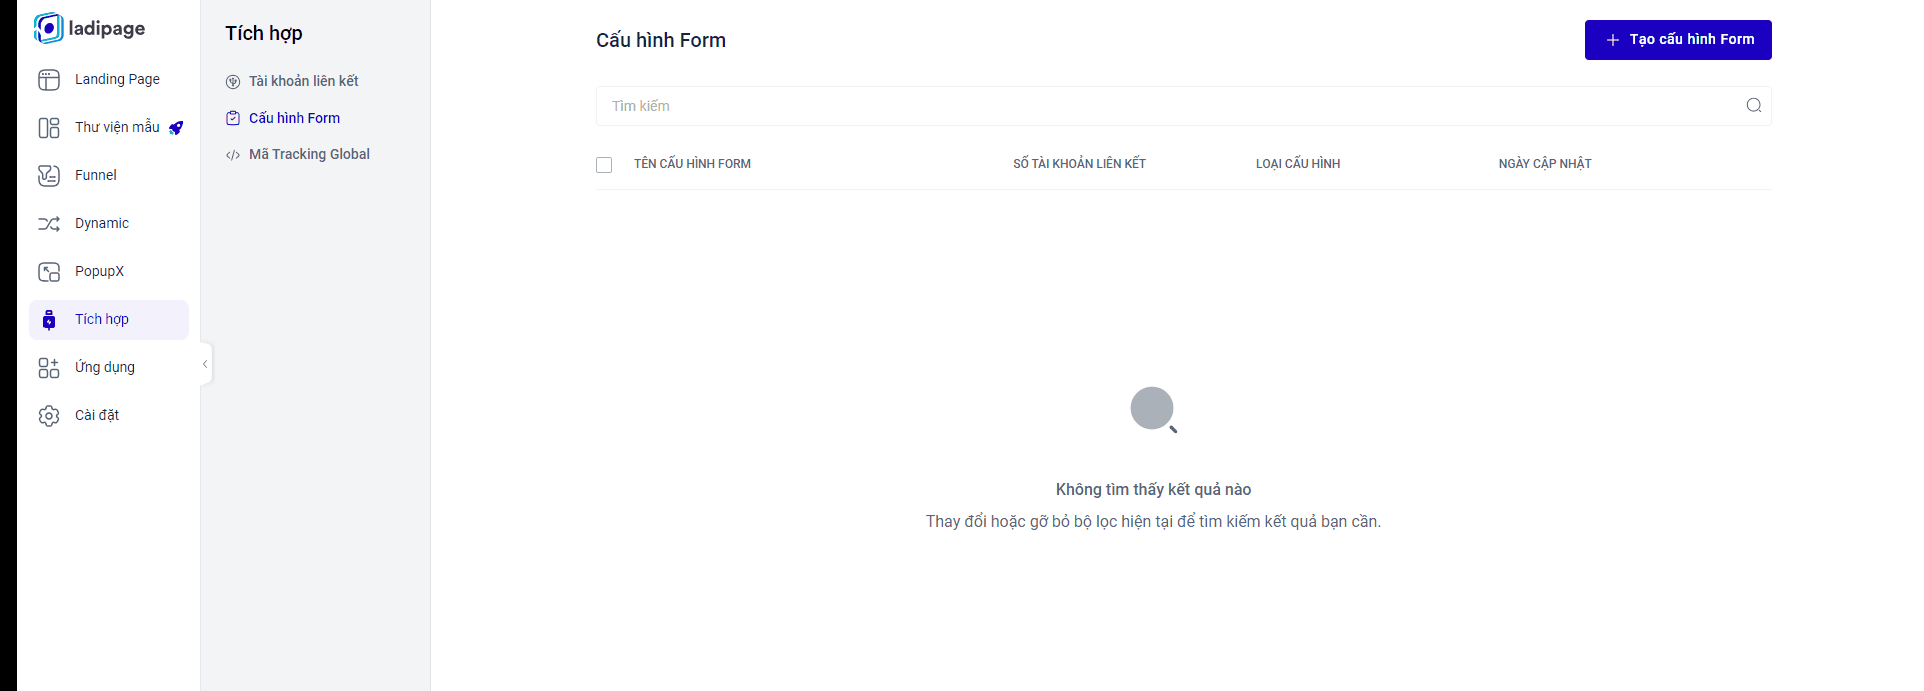 ladipage
Landing Page
Thư viện mẫu
Funnel
Dynamic
PopupX
Tích hợp
Ứng dụng
Cài đặt
Tích hợp
Tài khoản liên kết
Cấu hình Form
Mã Tracking Global
Cấu hình Form
Tạo cấu hình Form
Tìm kiếm
TÊN CẤU HÌNH FORM SỐ TÀI KHOẢN LIÊN KẾT LOẠI CẤU HÌNH NGÀY CẬP NHẬT
Không tìm thấy kết quả nào
Thay đổi hoặc gỡ bỏ bộ lọc hiện tại để tìm kiếm kết quả bạn cần.